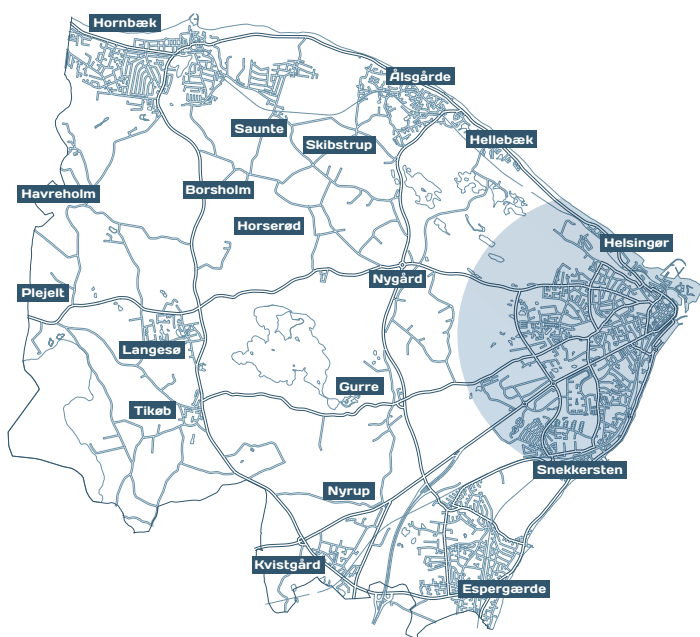 Hornbæk
Ålsgårde
Saunte
Skibstrup
Hellebæk
Havreholm
Borsholm
Horserød
Helsingør
Nygård
Plejelt
Langesø
Gurre
Tikøb
Snekkersten
Nyrup
Kvistgård
Espergærde